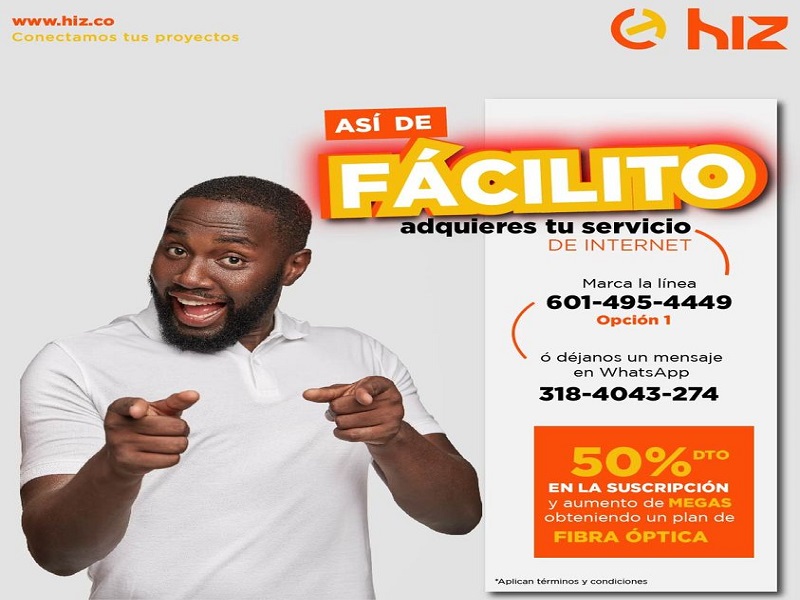 www.hiz.co
Conectamos tus proyectos
hiz
ASÍ DE
FÁCILITO
adquieres tu servicio
DE INTERNET
Marca la línea
601-495-4449
Opción 1
ó déjanos un mensaje
en WhatsApp
318-4043-274
50% DTO
EN LA SUSCRIPCIÓN
y aumento de MEGAS
obteniendo un plan de
FIBRA ÓPTICA
*Aplican términos y condiciones